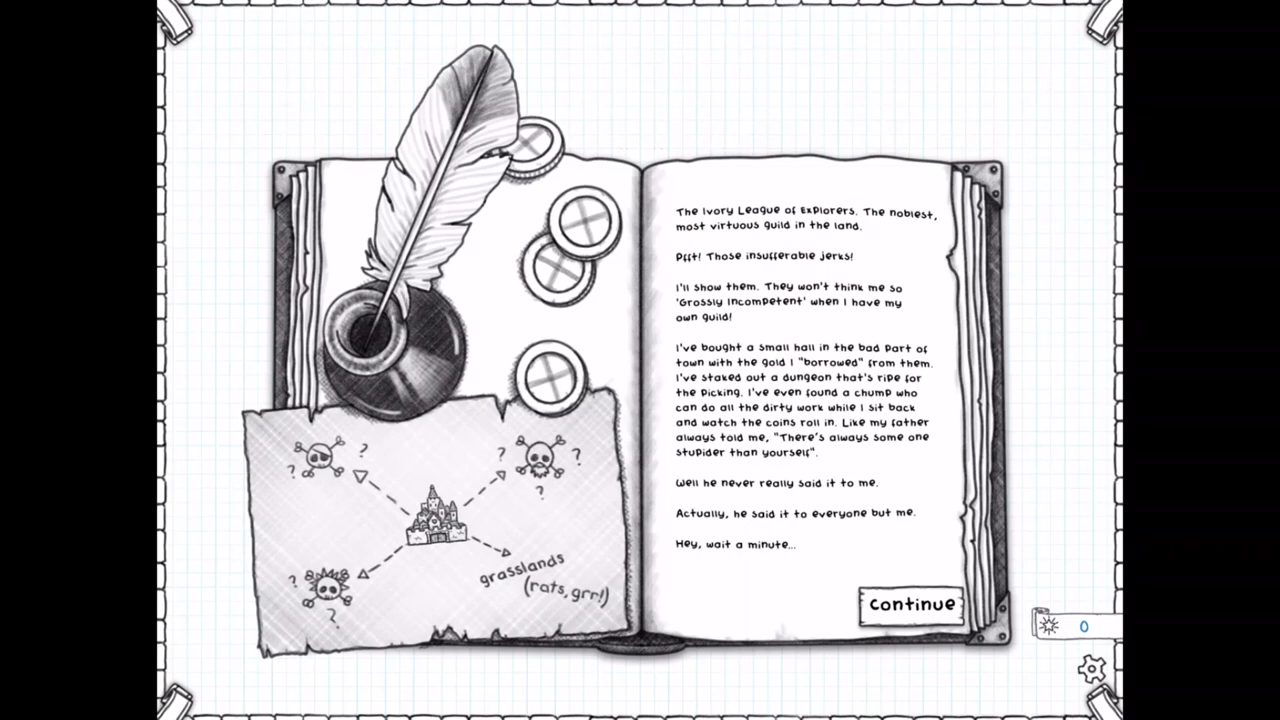 The Ivory League of Explorers. The noblest,
most virtuous guild in the land.
Pfft! Those insufferable jerks!
I'll show them. They won't think me so
'Grossly Incompetent' when I have my
own guild!
I've bought a small hall in the bad part of
town with the gold I "borrowed" from them.
I've staked out a dungeon that's ripe for
the picking. I've even found a chump who
can do all the dirty work while I sit back
and watch the coins roll in. Like my father
always told me, "There's always some one
stupider than yourself".
Well he never really said it to me.
Actually, he said it to everyone but me.
Hey, wait a minute...
Continue
? ? ? ? ?
grasslands
? (rats, grr!)
?
0